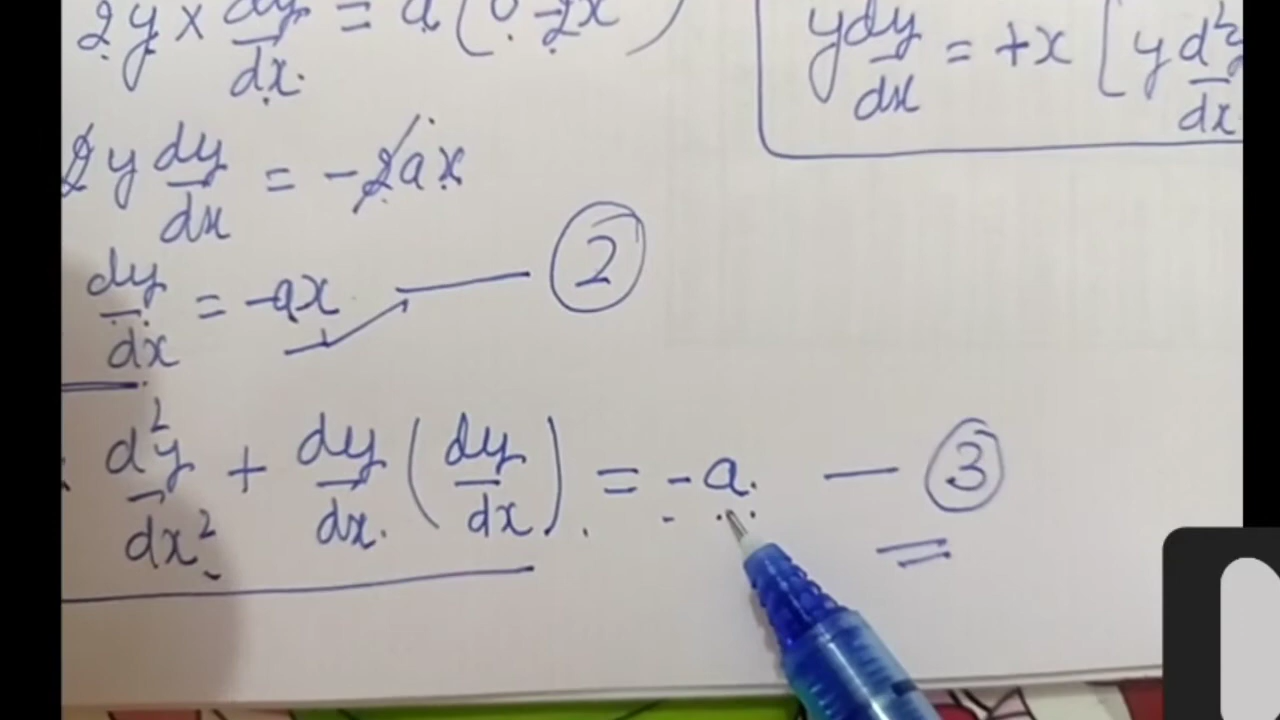 2y × dy/dx = a(0 - 2x)
2y dy/dx = -2ax
dy/dx = -ax — 2
d²y/dx² + dy/dx (dy/dx) = -a. — 3
y dy/dx = +x [y d²y/dx